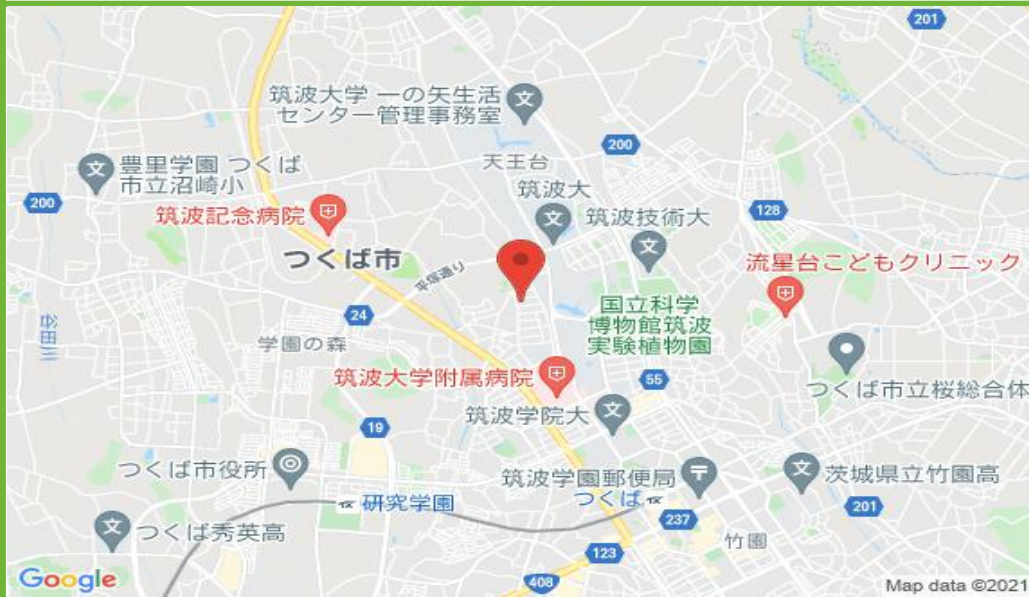 201
筑波大学 一の矢生活
センター管理事務室
200
天王台
豊里学園 つくば
市立沼崎小
筑波大
200
筑波記念病院
筑波技術大
128
つくば市
平塚通り
流星台こどもクリニック
国立科学
博物館筑波
実験植物園
谷田川
24
学園の森
筑波大学附属病院
55
つくば市立桜総合体
筑波学院大
19
つくば市役所
筑波学園郵便局
茨城県立竹園高
研究学園
つくば
201
237
つくば秀英高
竹園
123
408
Google
Map data ©2021